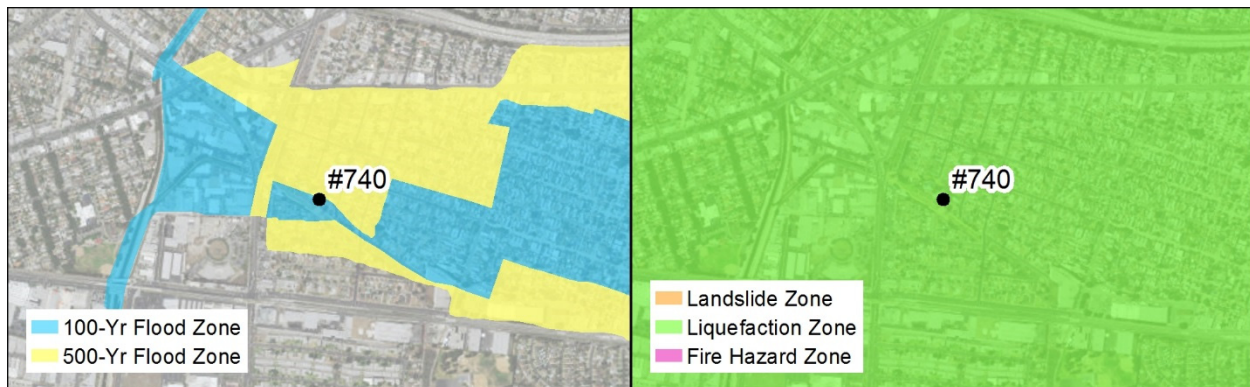 #740
100-Yr Flood Zone
500-Yr Flood Zone
#740
Landslide Zone
Liquefaction Zone
Fire Hazard Zone